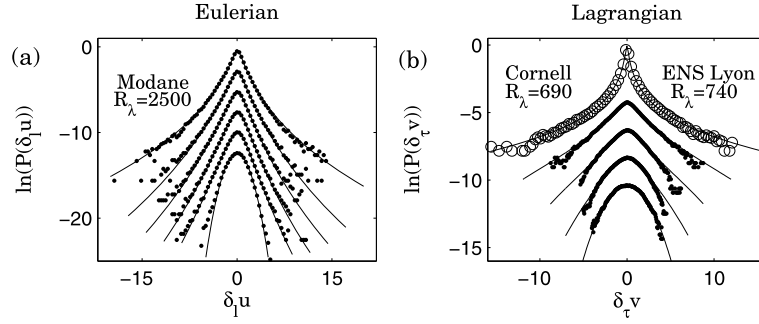 Eulerian
Lagrangian
(a)
Modane
R_λ=2500
ln(P(δ_l u))
0
−10
−20
−15
0
15
δ_l u
(b)
Cornell
R_λ=690
ENS Lyon
R_λ=740
ln(P(δ_τ v))
0
−5
−10
−15
−10
0
10
δ_τ v